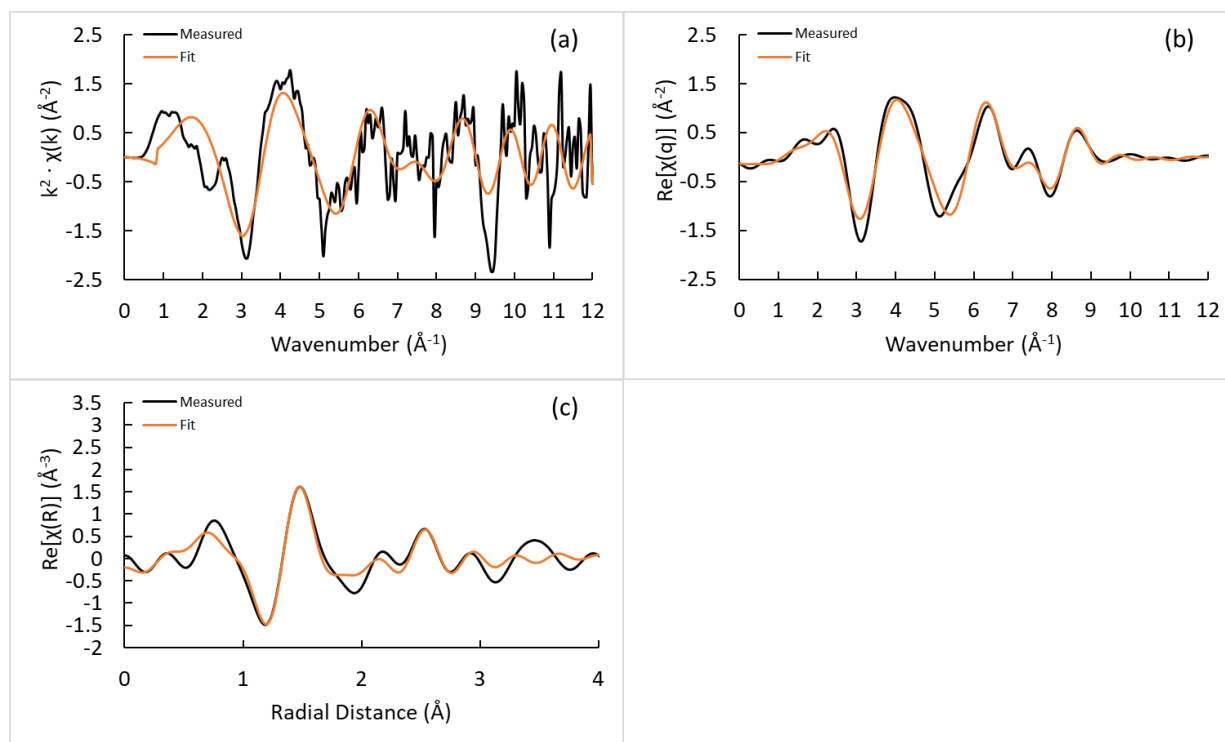 (a)
Measured
Fit
k² · χ(k) (Å⁻²)
2.5
1.5
0.5
-0.5
-1.5
-2.5
0 1 2 3 4 5 6 7 8 9 10 11 12
Wavenumber (Å⁻¹)
(b)
Measured
Fit
Re[χ(q)] (Å⁻²)
2.5
1.5
0.5
-0.5
-1.5
-2.5
0 1 2 3 4 5 6 7 8 9 10 11 12
Wavenumber (Å⁻¹)
(c)
Measured
Fit
Re[χ(R)] (Å⁻³)
3.5
3
2.5
2
1.5
1
0.5
0
-0.5
-1
-1.5
-2
0 1 2 3 4
Radial Distance (Å)